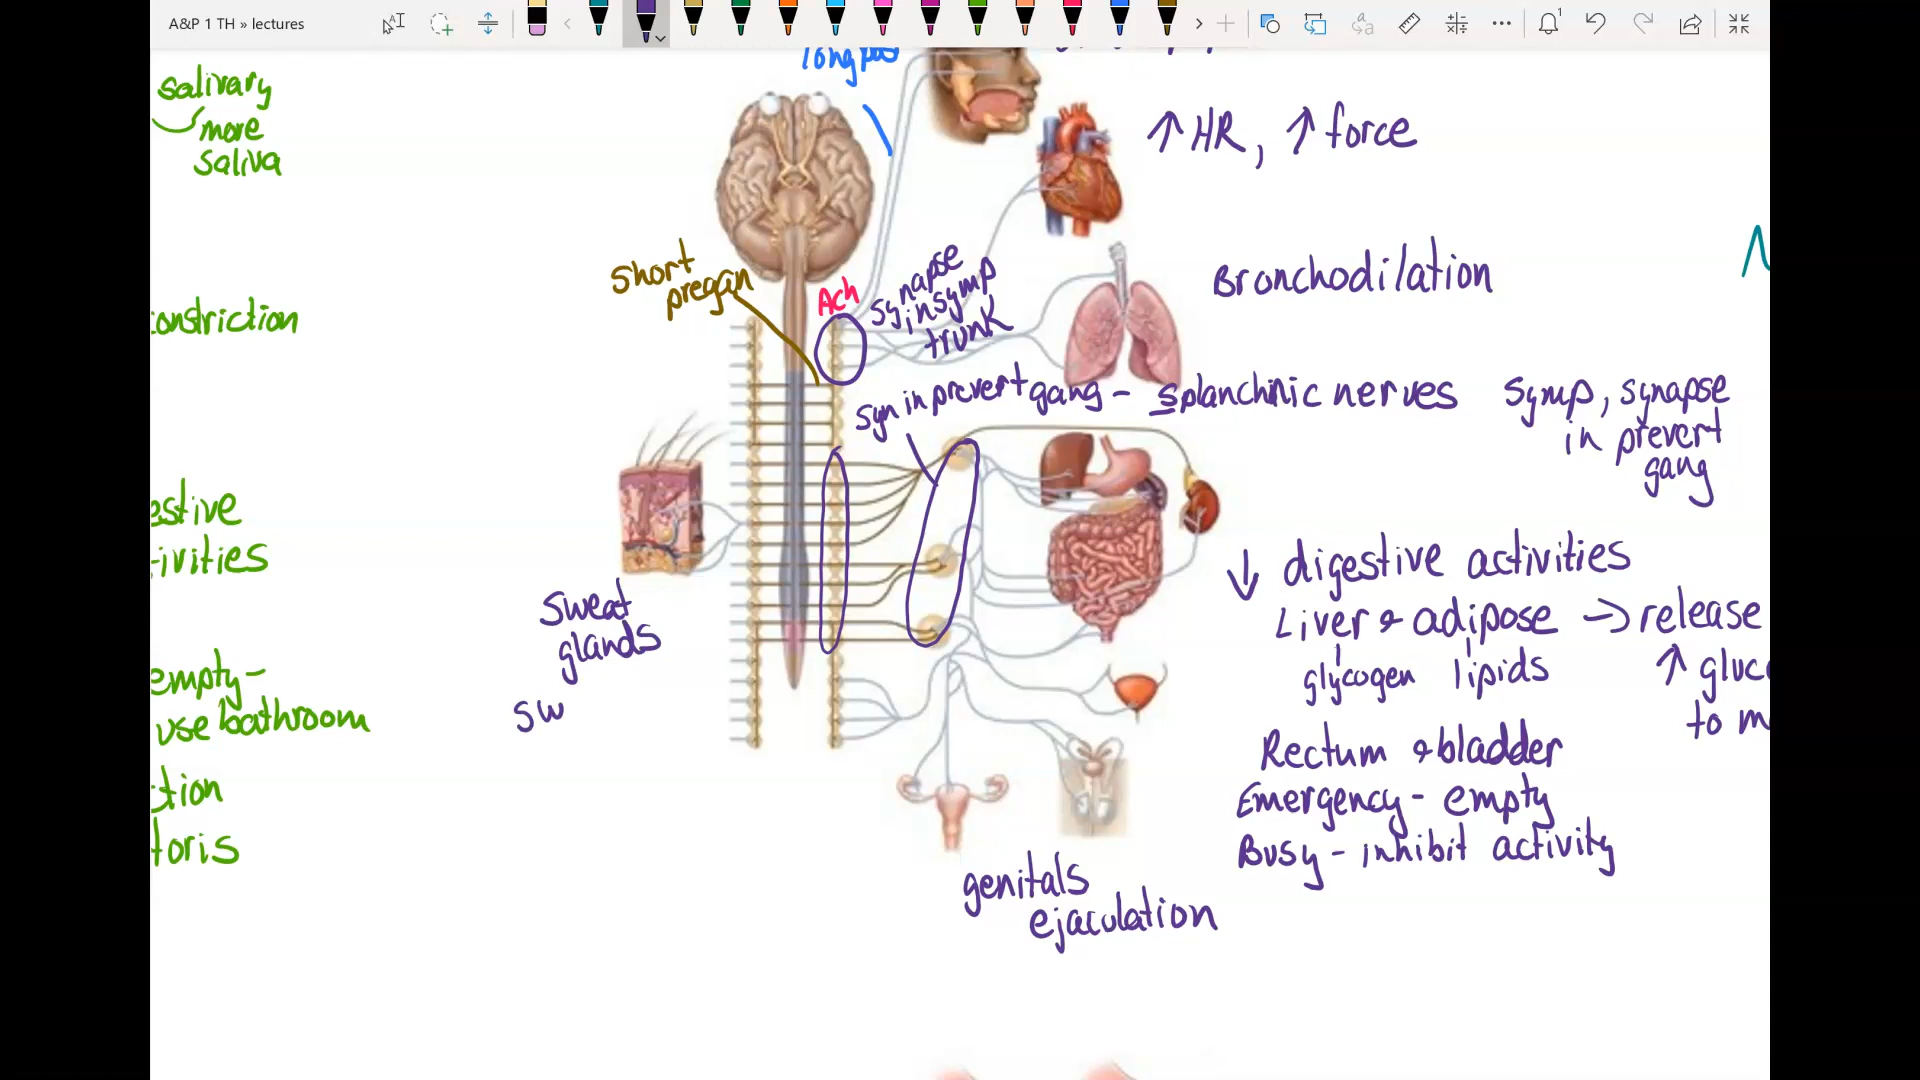 A&P 1 TH » lectures
salivary
more
saliva
onstriction
estive
ivities
empty-
use bathroom
ction
toris
long pos
↑ HR, ↑ force
short
pregan
Ach
synapse
in symp
trunk
Bronchodilation
syn in prevert gang - splanchnic nerves
symp, synapse
in prevert
gang
sweat
glands
sw
↓ digestive activities
Liver & adipose → release
glycogen lipids
↑ gluc
to m
Rectum & bladder
Emergency - empty
Busy - inhibit activity
genitals
ejaculation